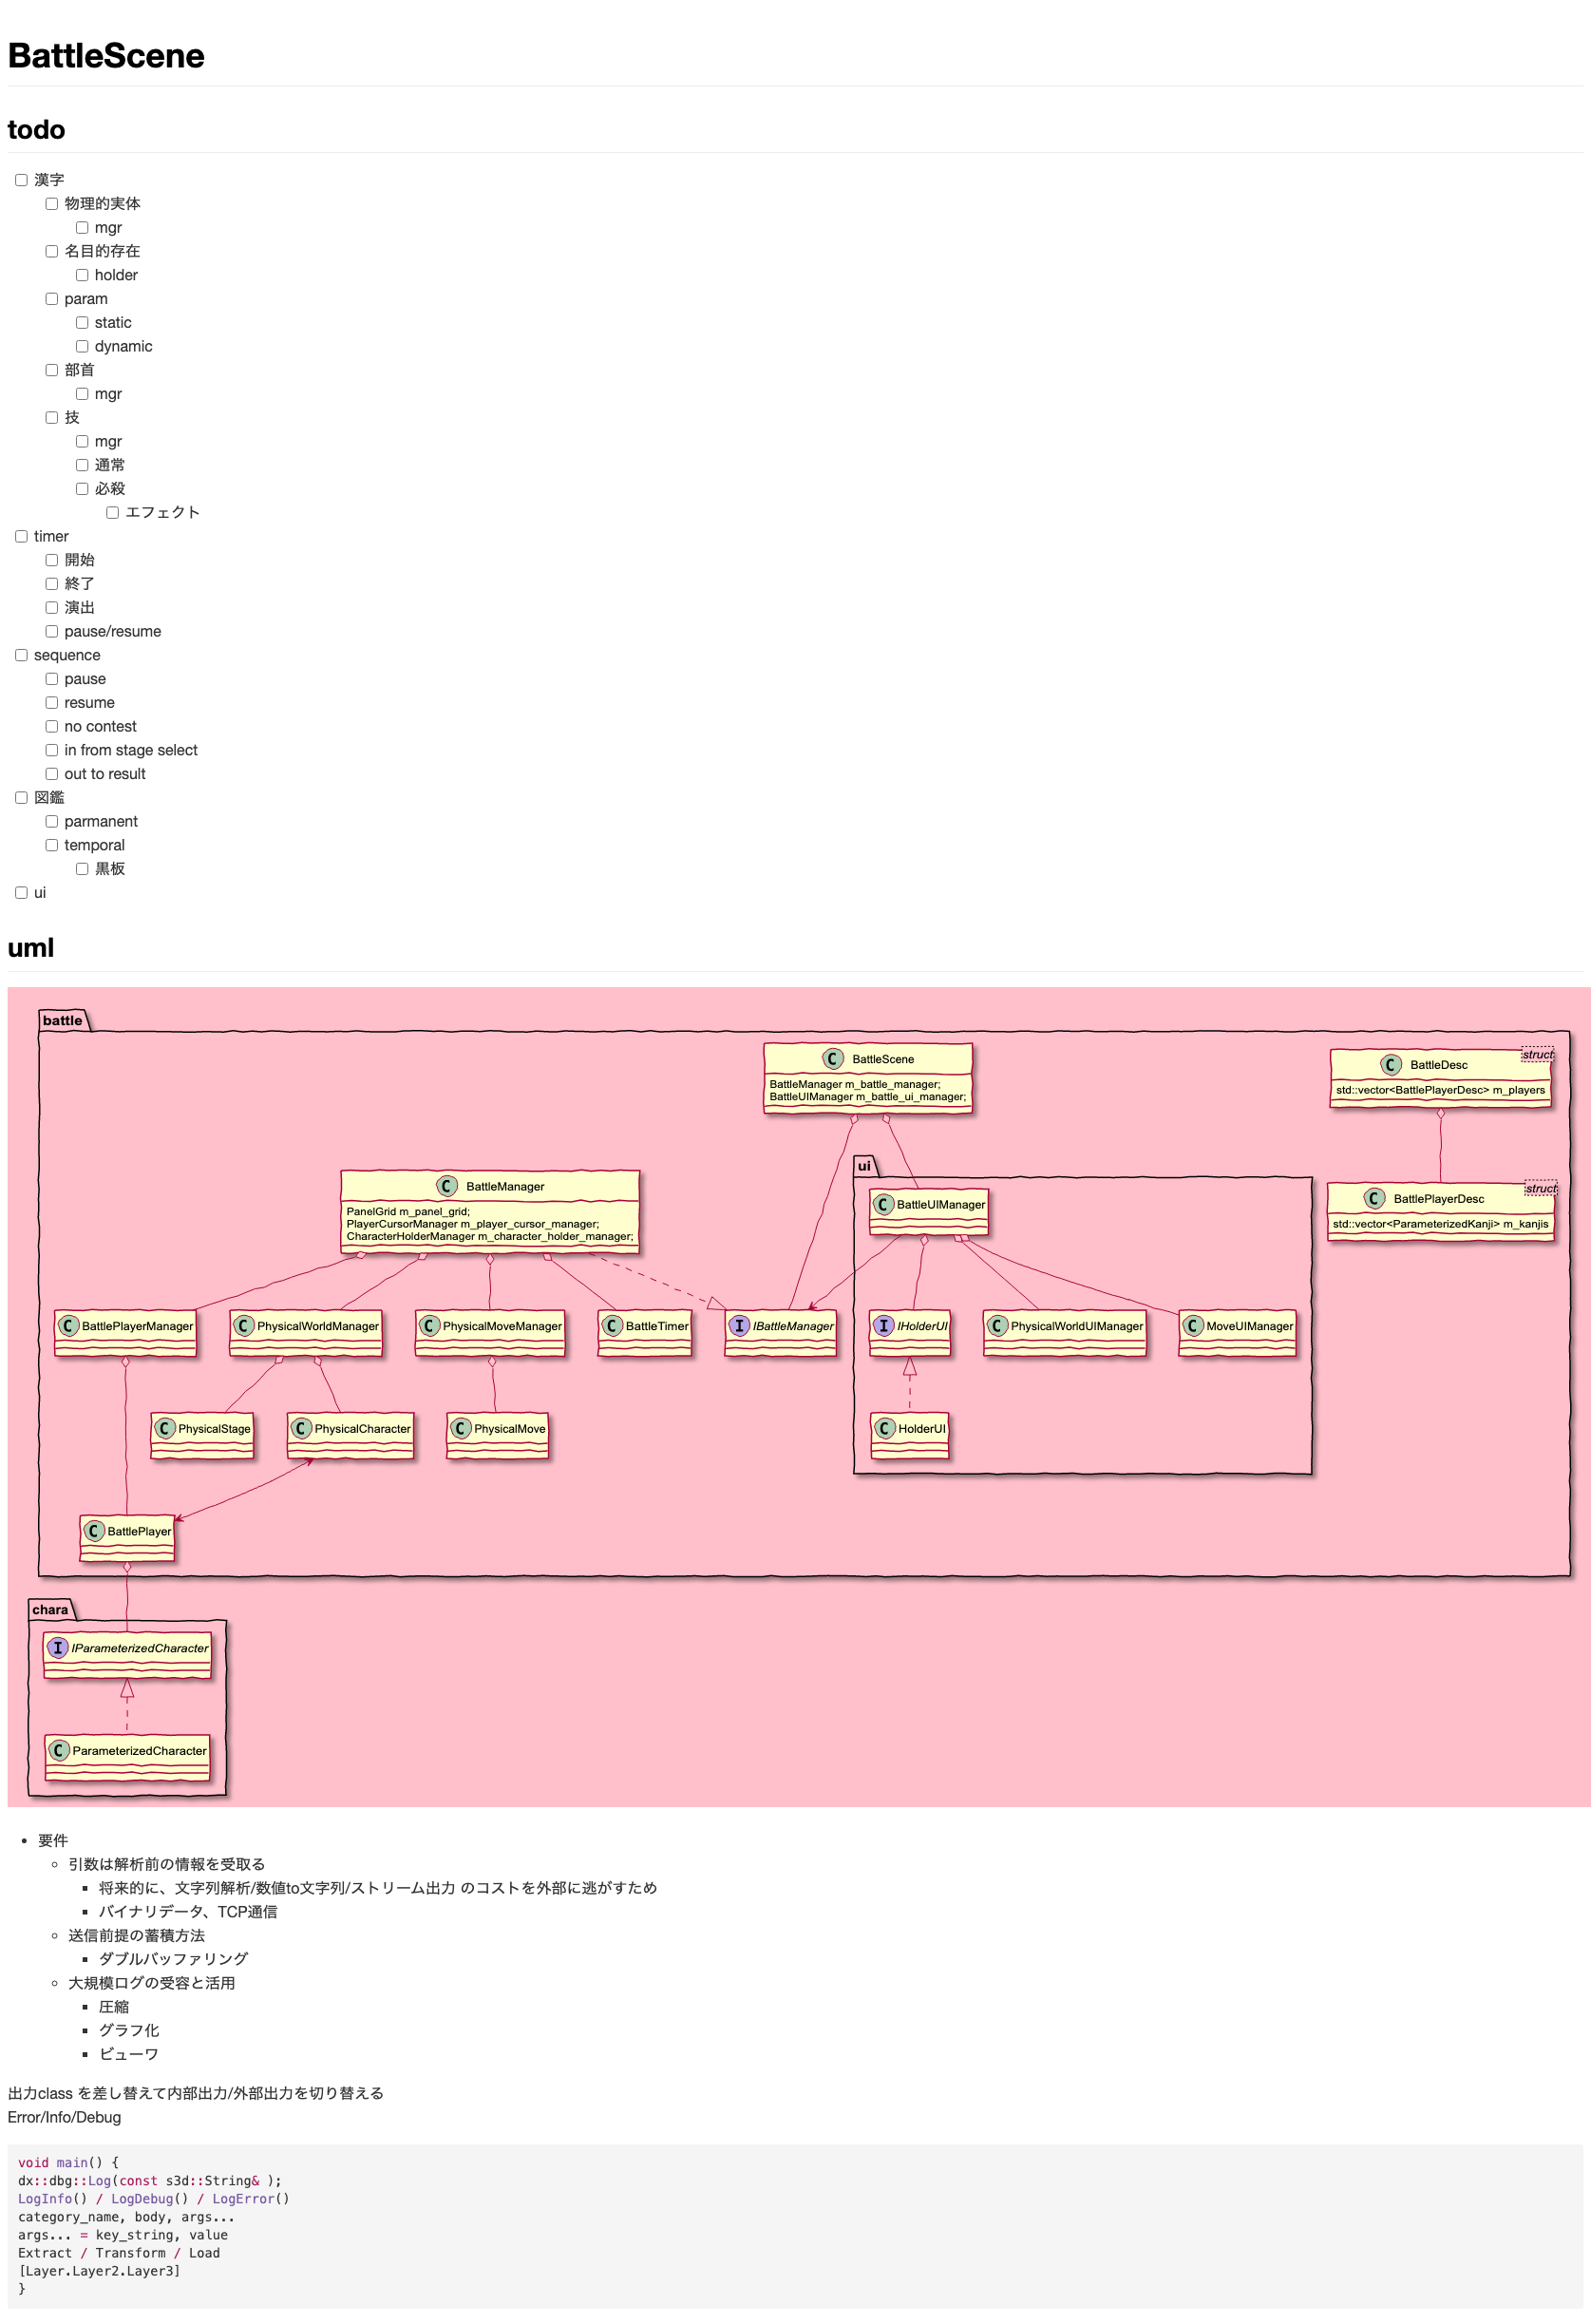 BattleScene
todo
漢字
物理的実体
mgr
名目的存在
holder
param
static
dynamic
部首
mgr
技
mgr
通常
必殺
エフェクト
timer
開始
終了
演出
pause/resume
sequence
pause
resume
no contest
in from stage select
out to result
図鑑
parmanent
temporal
黒板
ui
uml
battle
C BattleScene
BattleManager m_battle_manager;
BattleUIManager m_battle_ui_manager;
struct
C BattleDesc
std::vector<BattlePlayerDesc> m_players
C BattleManager
PanelGrid m_panel_grid;
PlayerCursorManager m_player_cursor_manager;
CharacterHolderManager m_character_holder_manager;
ui
C BattleUIManager
struct
C BattlePlayerDesc
std::vector<ParameterizedKanji> m_kanjis
C BattlePlayerManager
C PhysicalWorldManager
C PhysicalMoveManager
C BattleTimer
I IBattleManager
I IHolderUI
C PhysicalWorldUIManager
C MoveUIManager
C PhysicalStage
C PhysicalCharacter
C PhysicalMove
C HolderUI
C BattlePlayer
chara
I IParameterizedCharacter
C ParameterizedCharacter
要件
引数は解析前の情報を受取る
将来的に、文字列解析/数値to文字列/ストリーム出力 のコストを外部に逃がすため
バイナリデータ、TCP通信
送信前提の蓄積方法
ダブルバッファリング
大規模ログの受容と活用
圧縮
グラフ化
ビューワ
出力class を差し替えて内部出力/外部出力を切り替える
Error/Info/Debug
void main() {
dx::dbg::Log(const s3d::String& );
LogInfo() / LogDebug() / LogError()
category_name, body, args...
args... = key_string, value
Extract / Transform / Load
[Layer.Layer2.Layer3]
}